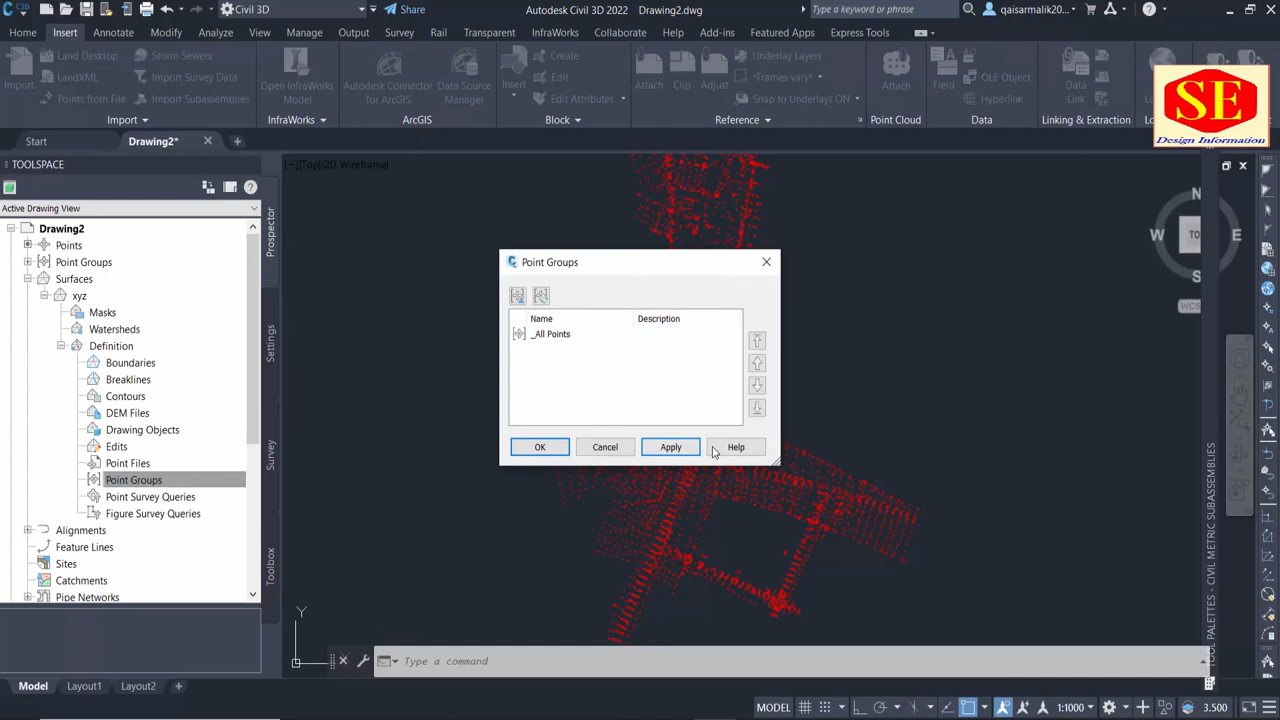 C3D
Civil 3D
Share
Autodesk Civil 3D 2022 Drawing2.dwg
Type a keyword or phrase
qaisarmalik20...
Home Insert Annotate Modify Analyze View Manage Output Survey Rail Transparent InfraWorks Collaborate Help Add-ins Featured Apps Express Tools
Land Desktop Storm Sewers Create Underlay Layers
LandXML Import Survey Data Edit *Frames vary* OLE Object
Import Open InfraWorks Autodesk Connector Data Source Insert Attach Clip Adjust Attach Field Data
Points from File Import Subassemblies Model for ArcGIS Manager Edit Attributes Snap to Underlays ON Hyperlink Link
Import InfraWorks ArcGIS Block Reference Point Cloud Data Linking & Extraction
SE
Design Information
Start Drawing2*
TOOLSPACE
[−][Top][2D Wireframe]
Active Drawing View
Drawing2
Points
Point Groups
Surfaces
xyz
Masks
Watersheds
Definition
Boundaries
Breaklines
Contours
DEM Files
Drawing Objects
Edits
Point Files
Point Groups
Point Survey Queries
Figure Survey Queries
Alignments
Feature Lines
Sites
Catchments
Pipe Networks
Prospector
Settings
Survey
Toolbox
Point Groups
Name Description
_All Points
OK Cancel Apply Help
N
W TO E
S
WCS
TOOL PALETTES - CIVIL METRIC SUBASSEMBLIES
Y
Type a command
Model Layout1 Layout2
MODEL 1:1000 3.500